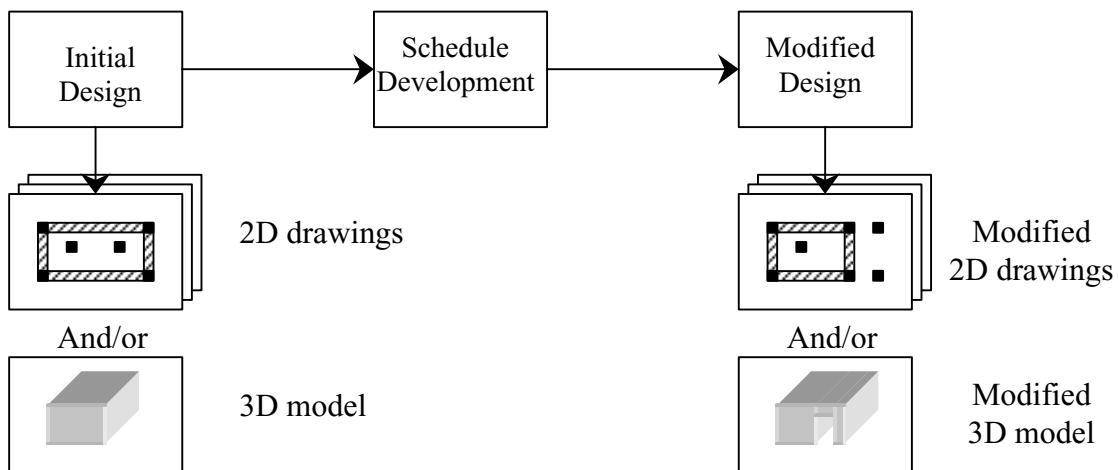 Initial
Design
Schedule
Development
Modified
Design
2D drawings
Modified
2D drawings
And/or
And/or
3D model
Modified
3D model